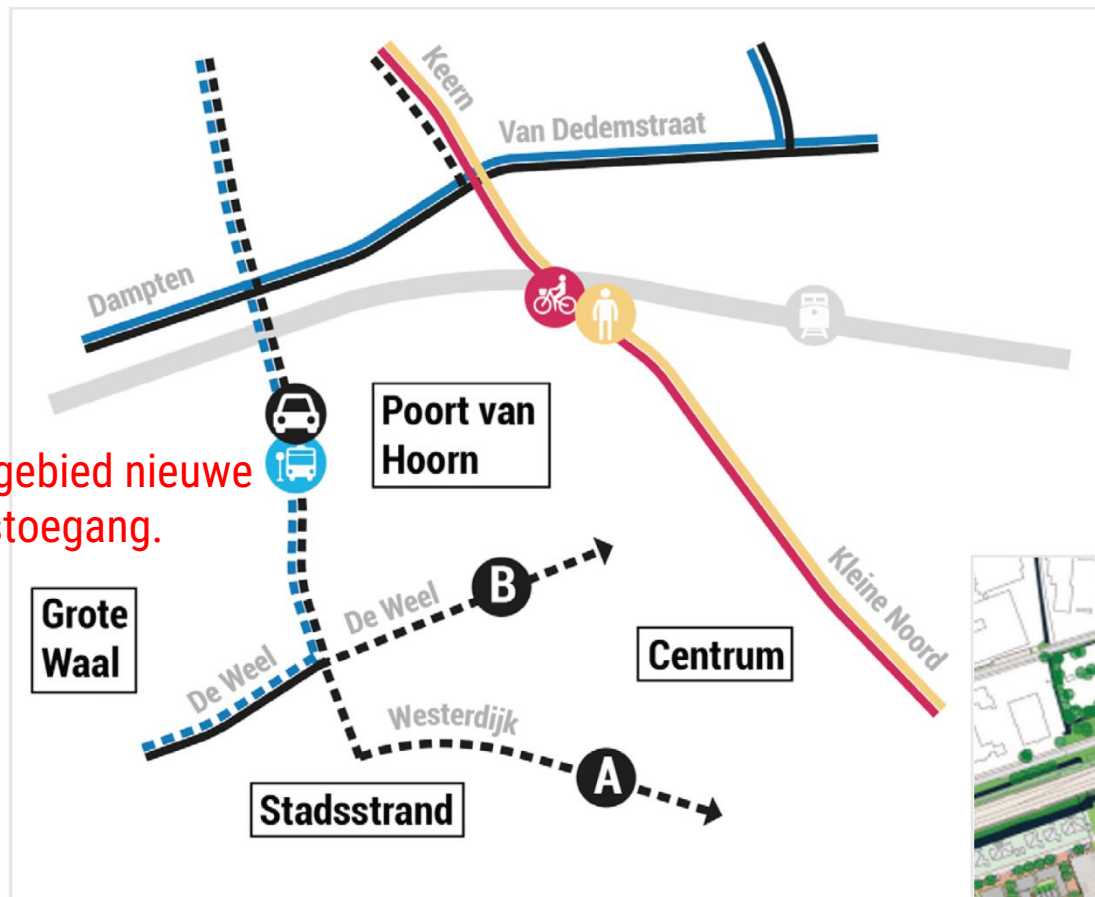 Keern
Van Dedemstraat
Dampten
Poort van
Hoorn
gebied nieuwe
toegang.
Grote
Waal
De Weel
B
De Weel
Centrum
Kleine Noord
Westerdijk
A
Stadsstrand